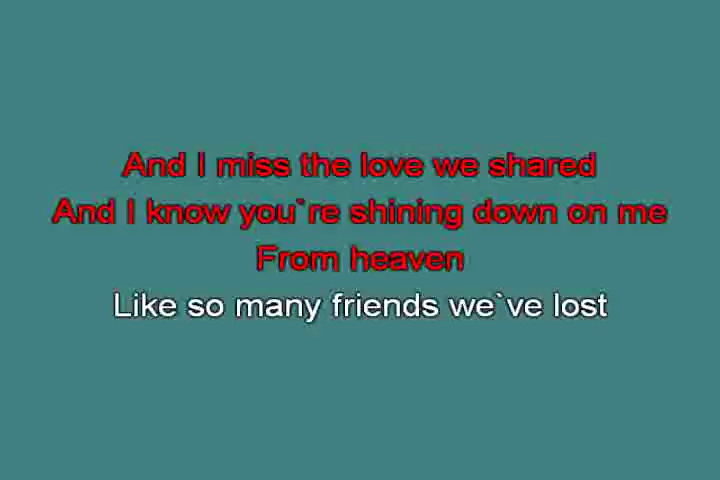 And I miss the love we shared
And I know you`re shining down on me
From heaven
Like so many friends we`ve lost